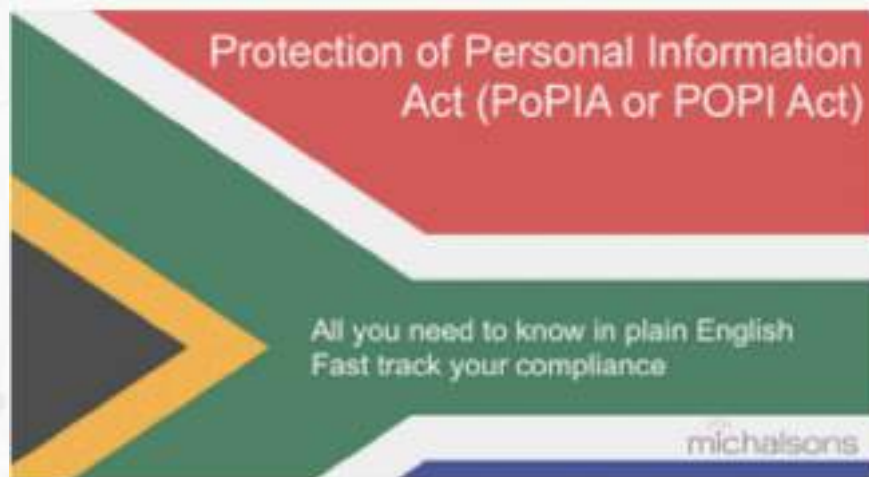 Protection of Personal Information
Act (PoPIA or POPI Act)
All you need to know in plain English
Fast track your compliance
michalsons